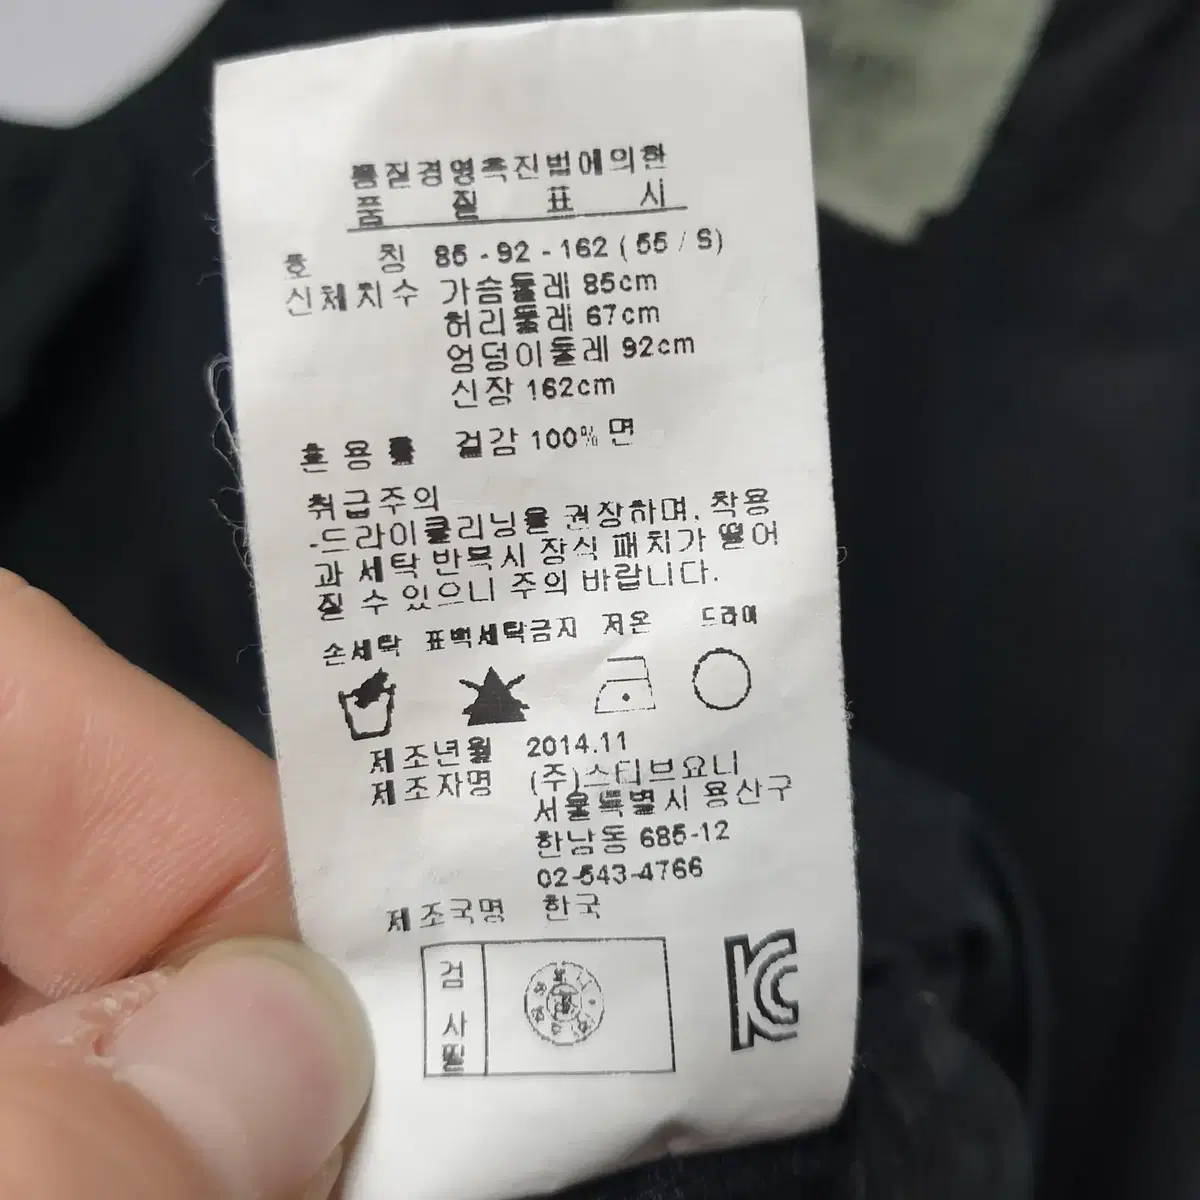 품질경영촉진법에의한
품 질 표 시
호 칭 85 - 92 - 162 ( 55 / S )
신체치수 가슴둘레 85cm
허리둘레 67cm
엉덩이둘레 92cm
신장 162cm
혼 용 률 겉감 100% 면
취급주의
-드라이클리닝을 권장하며, 착용
과 세탁 반복시 장식 패치가 떨어
질 수 있으니 주의 바랍니다.
손세탁 표백세탁금지 저온 드라이
제조년월 2014.11
제조자명 (주)스티브요니
서울특별시 용산구
한남동 685-12
02-543-4766
제조국명 한국
검
사
필
KC